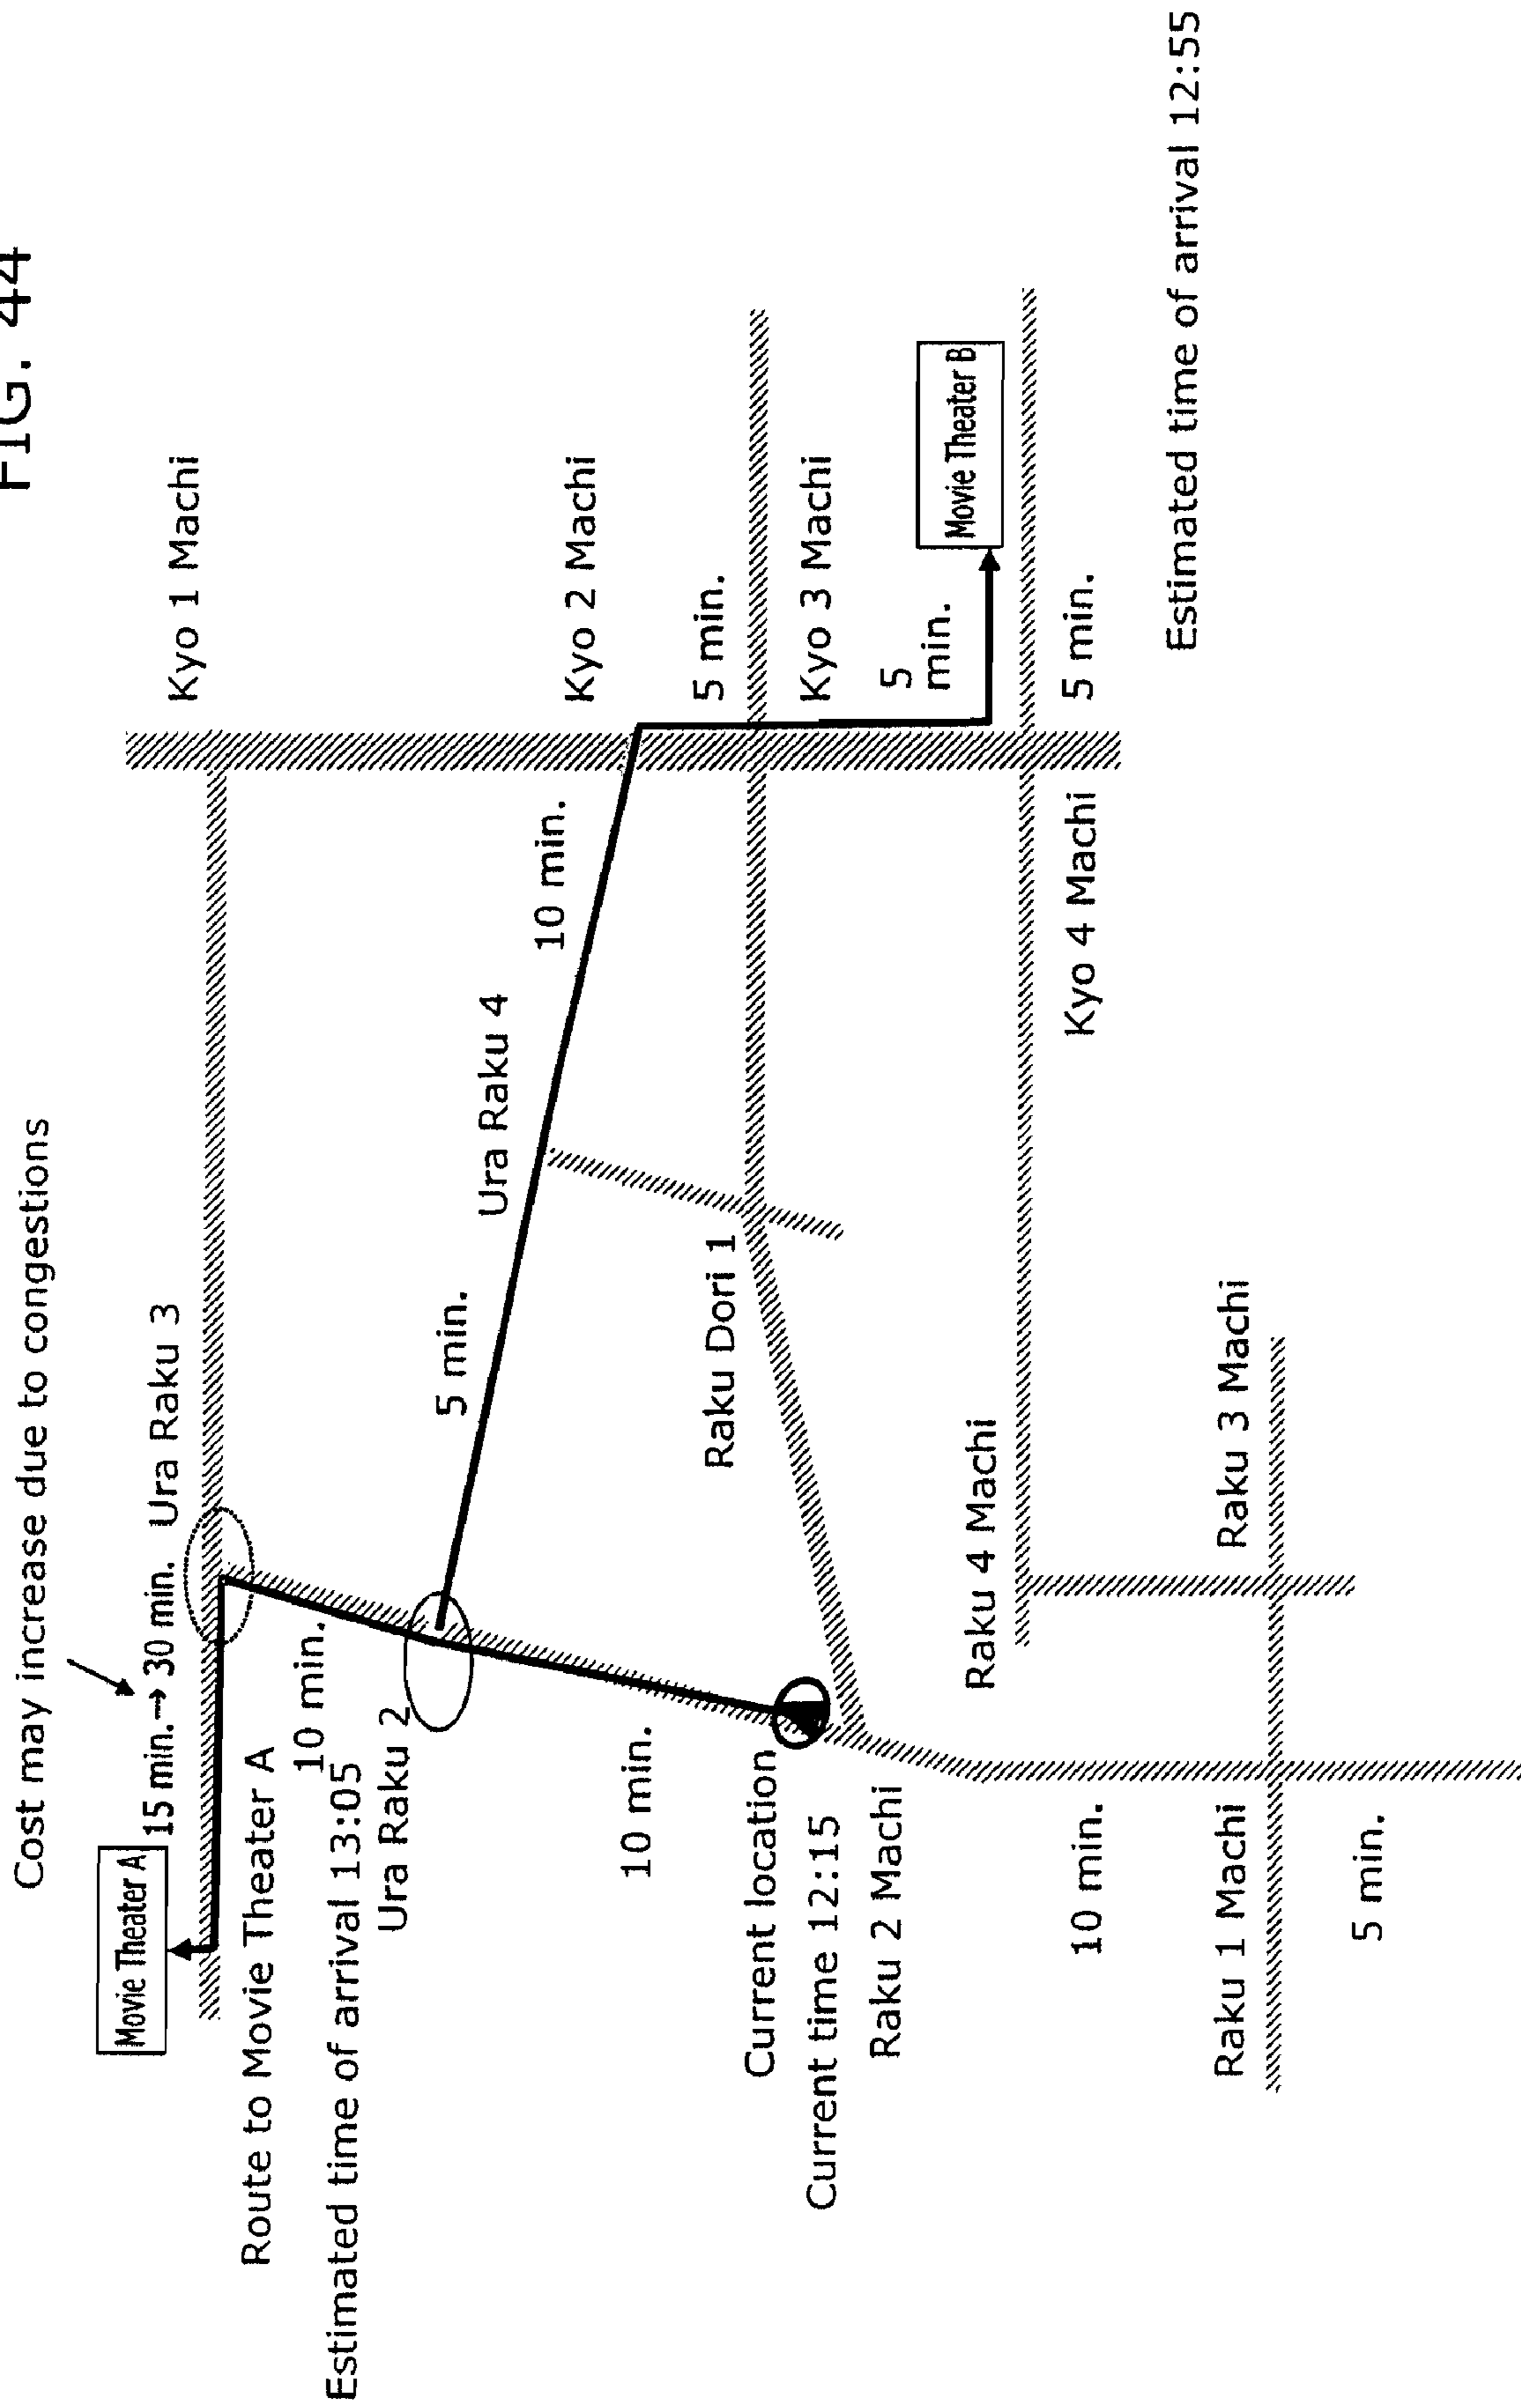 FIG. 44
Cost may increase due to congestions
Movie Theater A
15 min.→ 30 min.
Ura Raku 3
Kyo 1 Machi
Route to Movie Theater A
10 min.
Estimated time of arrival 13:05
Ura Raku 2
5 min.
Ura Raku 4
10 min.
Kyo 2 Machi
10 min.
5 min.
Raku Dori 1
Current location
Kyo 3 Machi
Current time 12:15
Raku 2 Machi
5
min.
Movie Theater B
Raku 4 Machi
10 min.
Kyo 4 Machi
5 min.
Estimated time of arrival 12:55
Raku 1 Machi
Raku 3 Machi
5 min.